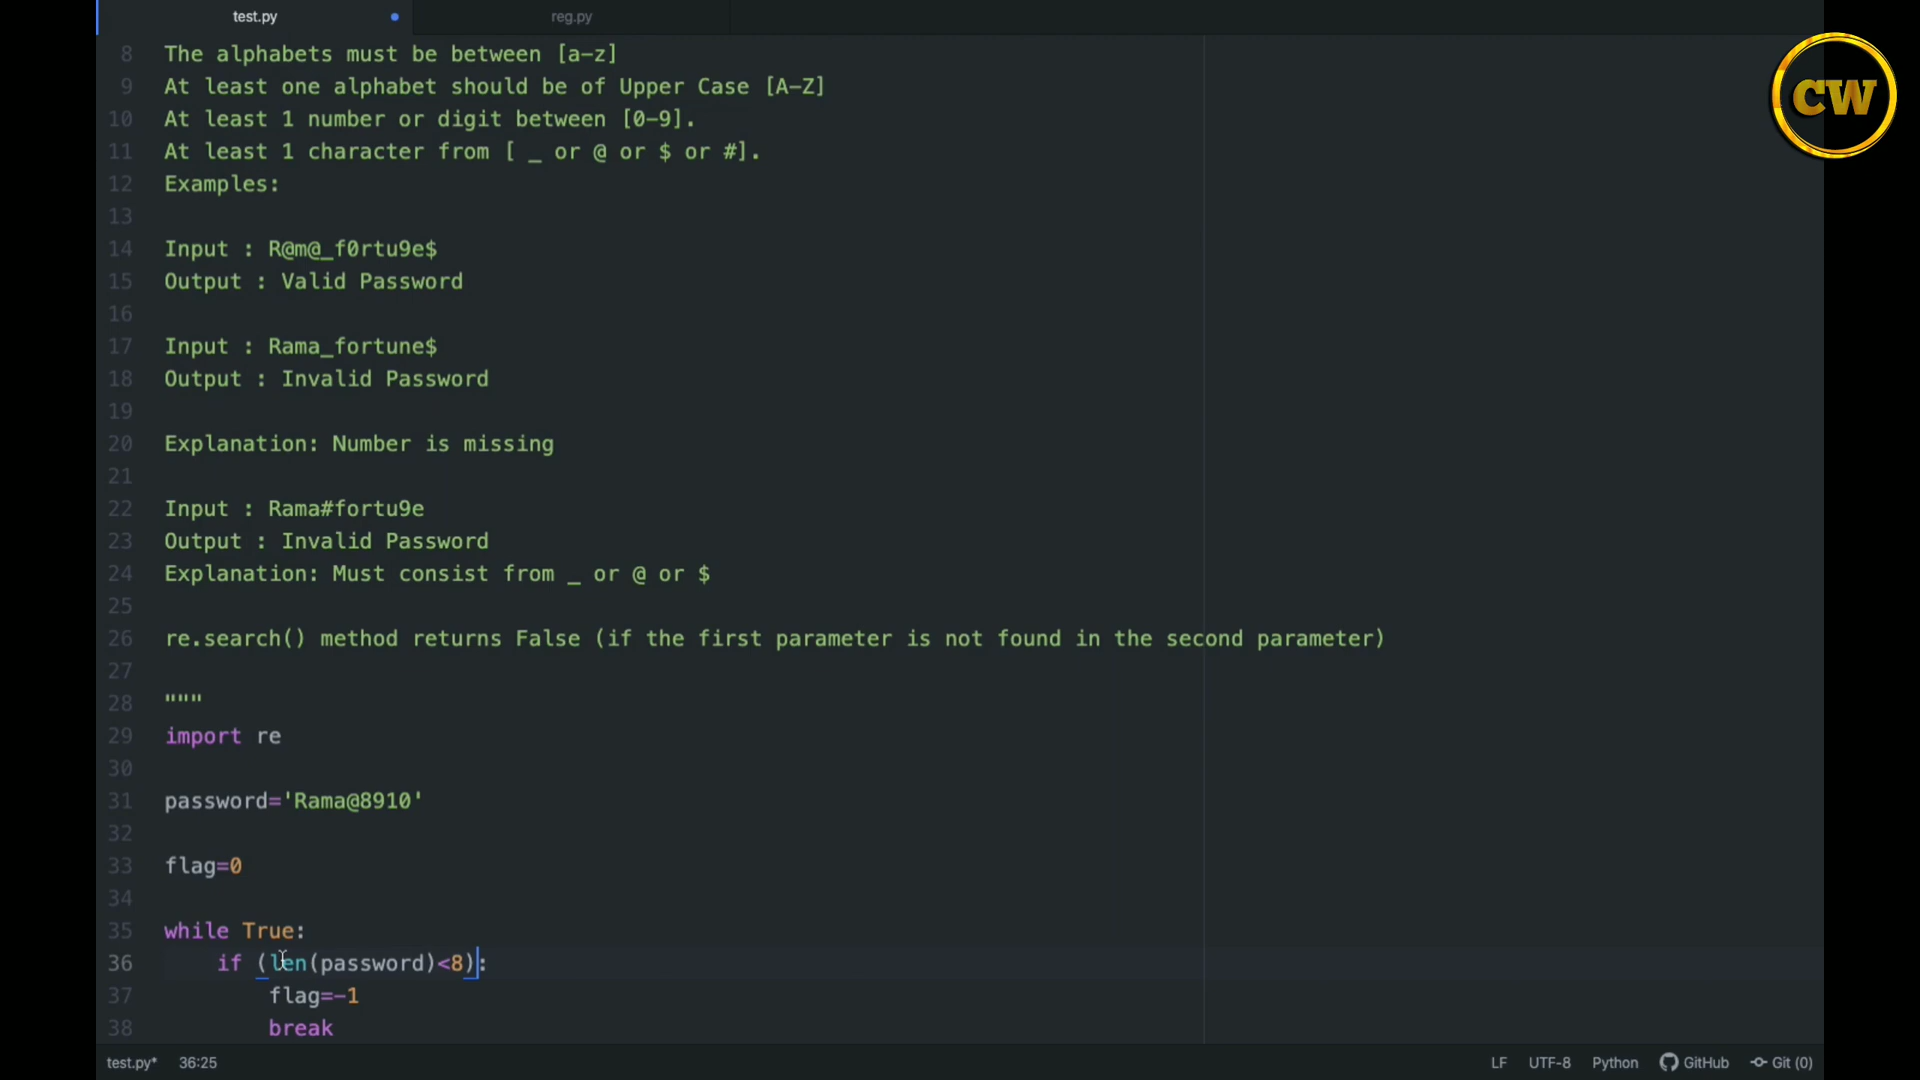 test.py
reg.py
CW
8 The alphabets must be between [a-z]
9 At least one alphabet should be of Upper Case [A-Z]
10 At least 1 number or digit between [0-9].
11 At least 1 character from [ _ or @ or $ or #].
12 Examples:
13
14 Input : R@m@_f0rtu9e$
15 Output : Valid Password
16
17 Input : Rama_fortune$
18 Output : Invalid Password
19
20 Explanation: Number is missing
21
22 Input : Rama#fortu9e
23 Output : Invalid Password
24 Explanation: Must consist from _ or @ or $
25
26 re.search() method returns False (if the first parameter is not found in the second parameter)
27
28 """
29 import re
30
31 password='Rama@8910'
32
33 flag=0
34
35 while True:
36     if (len(password)<8):
37         flag=-1
38         break
test.py* 36:25 LF UTF-8 Python GitHub Git (0)